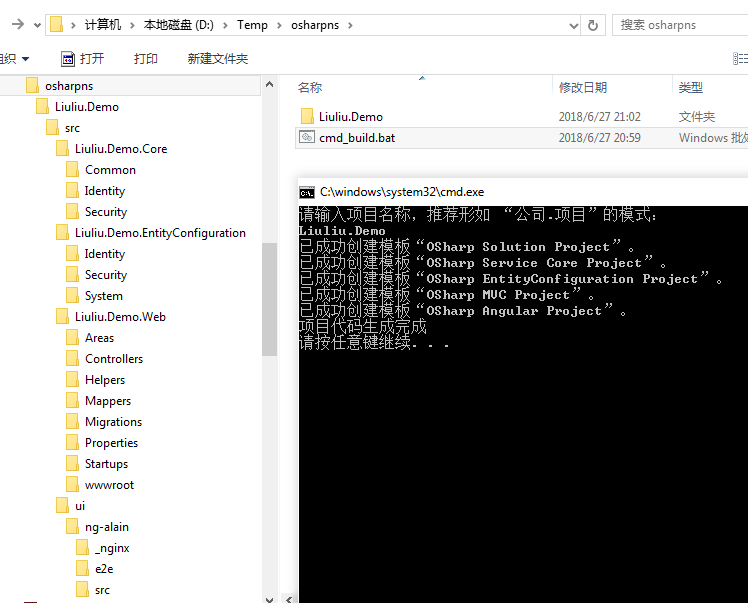 计算机 本地磁盘 (D:) Temp osharpns 搜索 osharpns
组织 打开 打印 新建文件夹
osharpns
Liuliu.Demo
src
Liuliu.Demo.Core
Common
Identity
Security
Liuliu.Demo.EntityConfiguration
Identity
Security
System
Liuliu.Demo.Web
Areas
Controllers
Helpers
Mappers
Migrations
Properties
Startups
wwwroot
ui
ng-alain
_nginx
e2e
src
名称 修改日期 类型
Liuliu.Demo 2018/6/27 21:02 文件夹
cmd_build.bat 2018/6/27 20:59 Windows 批处
C:\windows\system32\cmd.exe
请输入项目名称，推荐形如 “公司.项目”的模式：
Liuliu.Demo
已成功创建模板“OSharp Solution Project”。
已成功创建模板“OSharp Service Core Project”。
已成功创建模板“OSharp EntityConfiguration Project”。
已成功创建模板“OSharp MVC Project”。
已成功创建模板“OSharp Angular Project”。
项目代码生成完成
请按任意键继续. . .